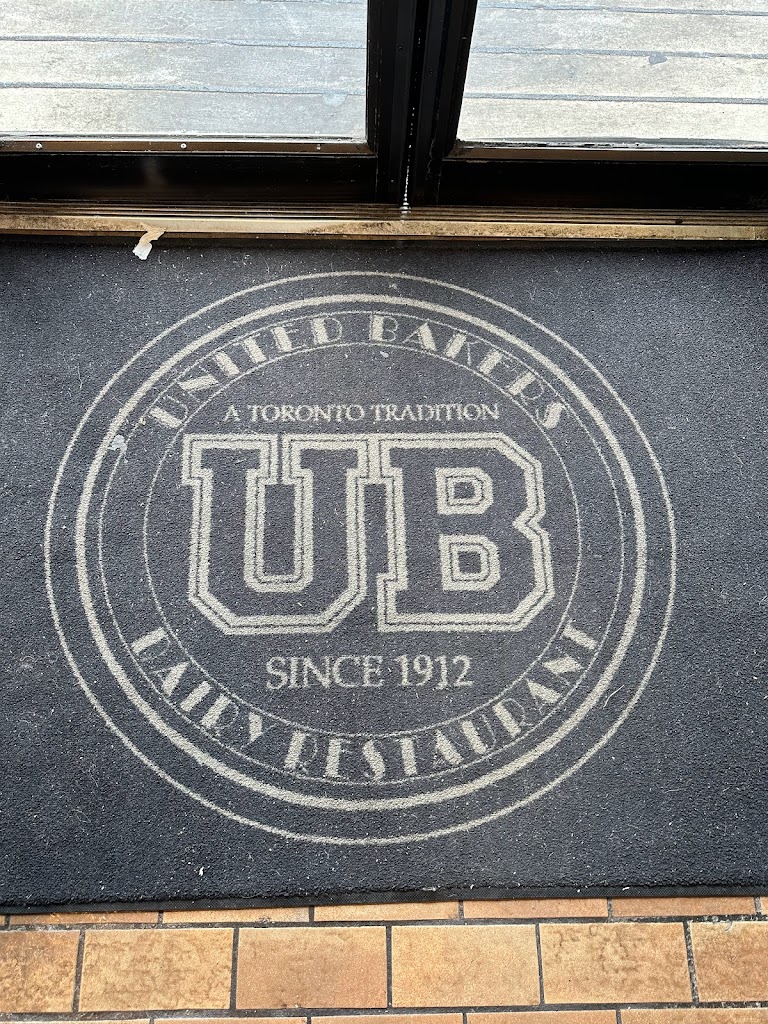 UNITED BAKERS
A TORONTO TRADITION
UB
SINCE 1912
DAIRY RESTAURANT